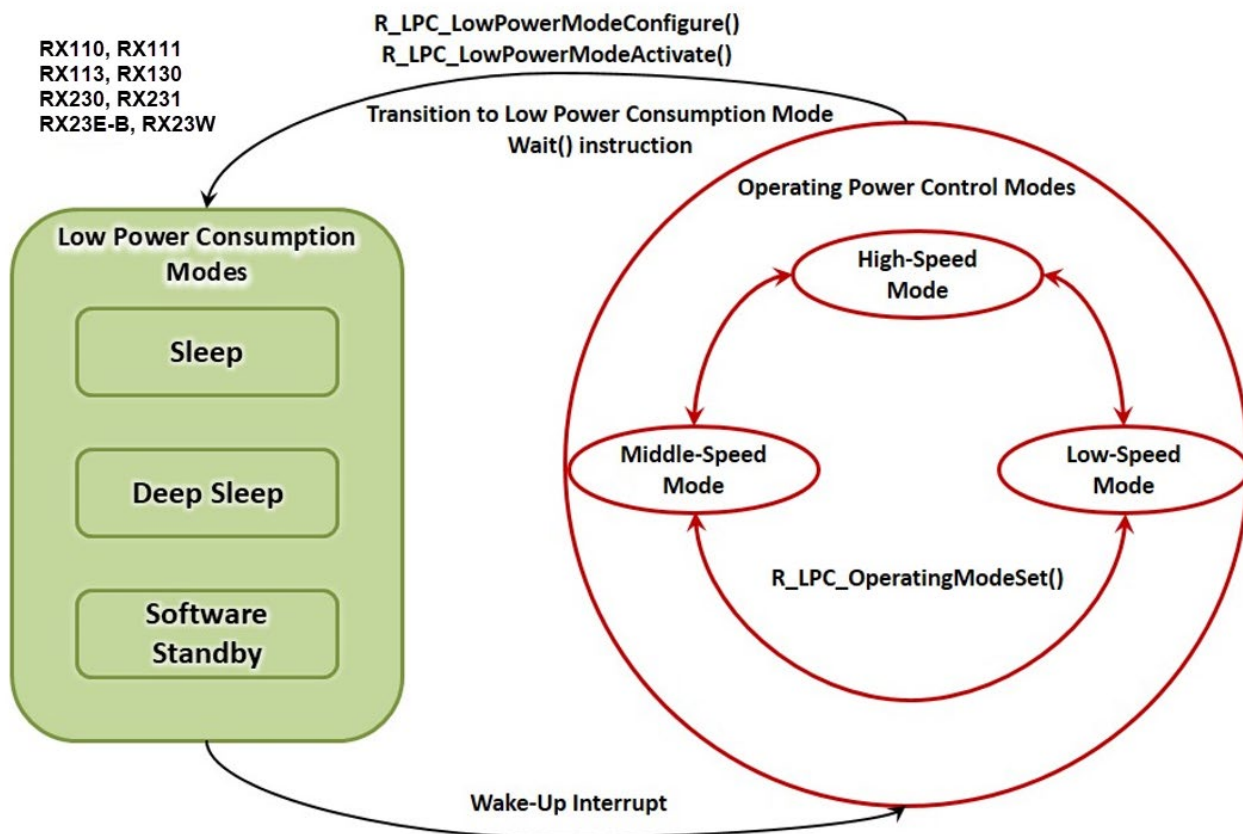 R_LPC_LowPowerModeConfigure()
R_LPC_LowPowerModeActivate()
RX110, RX111
RX113, RX130
RX230, RX231
RX23E-B, RX23W
Transition to Low Power Consumption Mode
Wait() instruction
Operating Power Control Modes
Low Power Consumption
Modes
High-Speed
Mode
Sleep
Middle-Speed
Mode
Low-Speed
Mode
Deep Sleep
R_LPC_OperatingModeSet()
Software
Standby
Wake-Up Interrupt